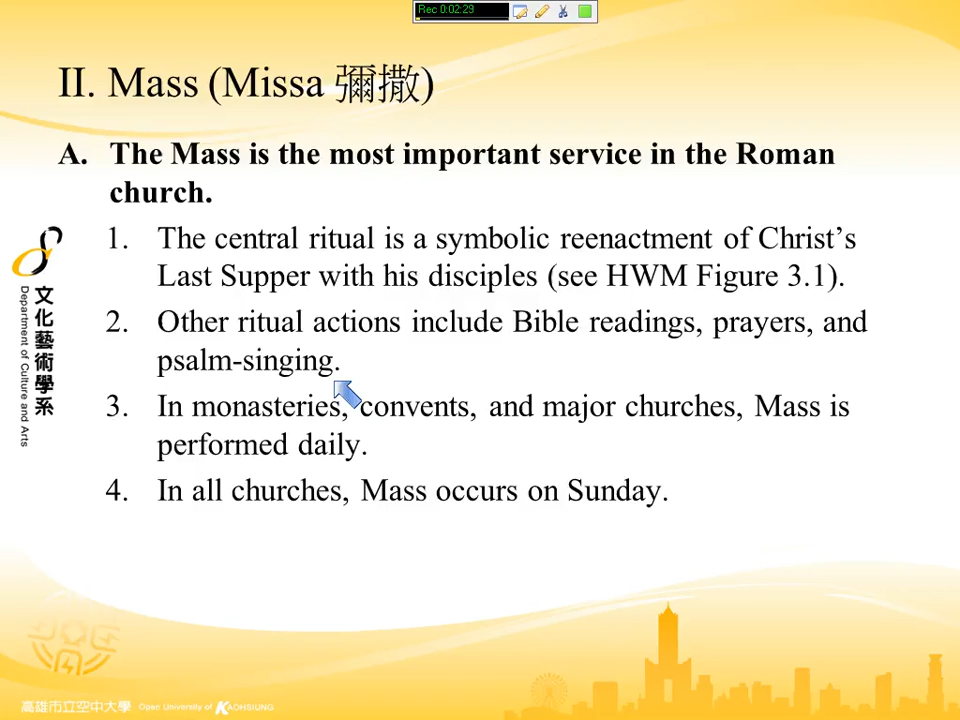 Rec 0:02:29
II. Mass (Missa 彌撒)
A. The Mass is the most important service in the Roman
church.
1. The central ritual is a symbolic reenactment of Christ’s
Last Supper with his disciples (see HWM Figure 3.1).
2. Other ritual actions include Bible readings, prayers, and
psalm-singing.
3. In monasteries, convents, and major churches, Mass is
performed daily.
4. In all churches, Mass occurs on Sunday.
文化藝術學系
Department of Culture and Arts
高雄市立空中大學 Open University of KAOHSIUNG